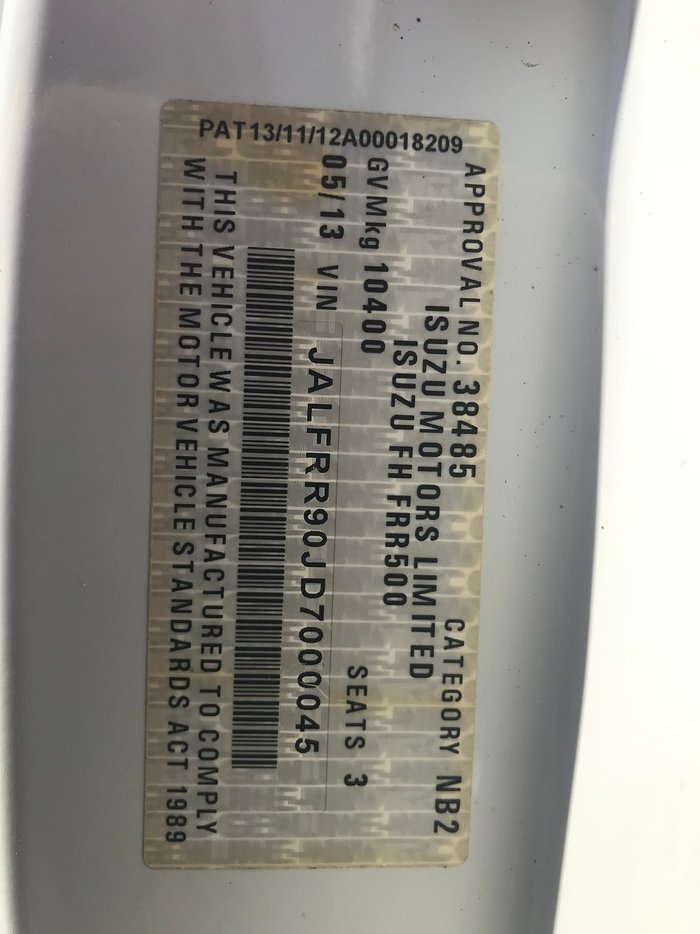 PAT13/11/12A00018209
APPROVAL NO. 38485 CATEGORY NB2
ISUZU MOTORS LIMITED
ISUZU FH FRR500
GVMkg 10400 SEATS 3
05/13 VIN JALFRR90JD7000045
THIS VEHICLE WAS MANUFACTURED TO COMPLY
WITH THE MOTOR VEHICLE STANDARDS ACT 1989